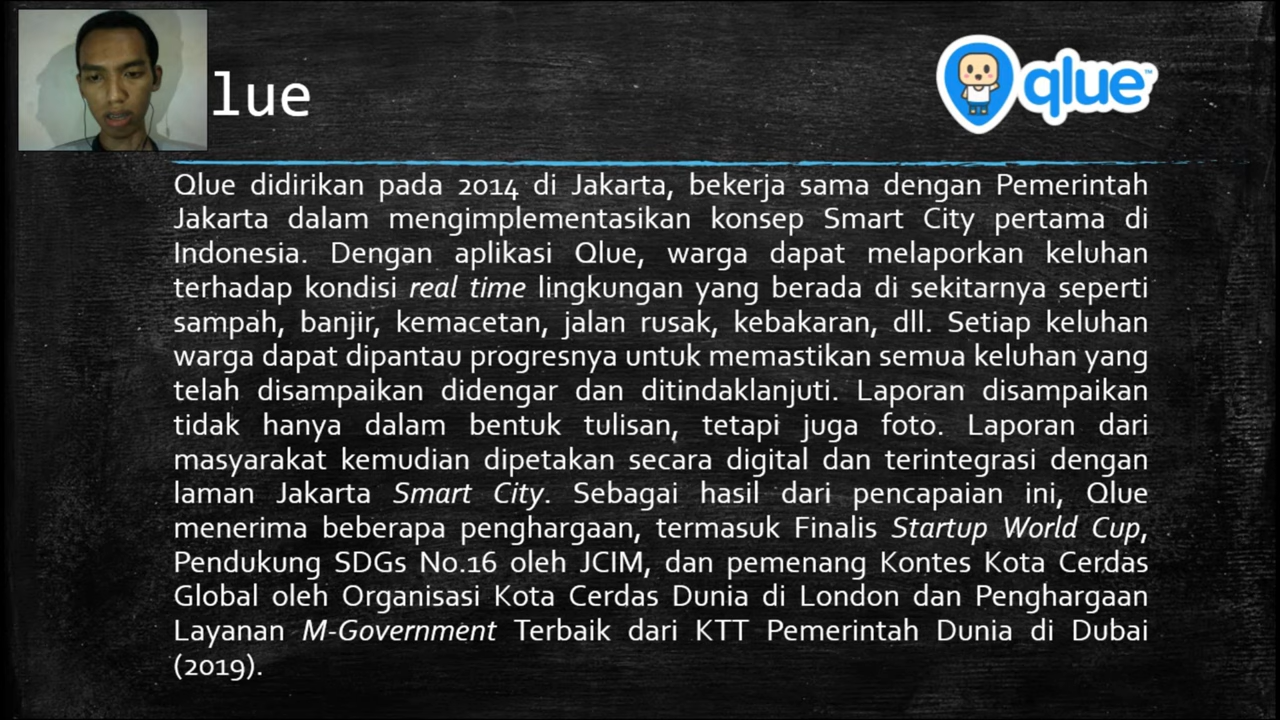 lue
qlue™
Qlue didirikan pada 2014 di Jakarta, bekerja sama dengan Pemerintah
Jakarta dalam mengimplementasikan konsep Smart City pertama di
Indonesia. Dengan aplikasi Qlue, warga dapat melaporkan keluhan
terhadap kondisi real time lingkungan yang berada di sekitarnya seperti
sampah, banjir, kemacetan, jalan rusak, kebakaran, dll. Setiap keluhan
warga dapat dipantau progresnya untuk memastikan semua keluhan yang
telah disampaikan didengar dan ditindaklanjuti. Laporan disampaikan
tidak hanya dalam bentuk tulisan, tetapi juga foto. Laporan dari
masyarakat kemudian dipetakan secara digital dan terintegrasi dengan
laman Jakarta Smart City. Sebagai hasil dari pencapaian ini, Qlue
menerima beberapa penghargaan, termasuk Finalis Startup World Cup,
Pendukung SDGs No.16 oleh JCIM, dan pemenang Kontes Kota Cerdas
Global oleh Organisasi Kota Cerdas Dunia di London dan Penghargaan
Layanan M-Government Terbaik dari KTT Pemerintah Dunia di Dubai
(2019).